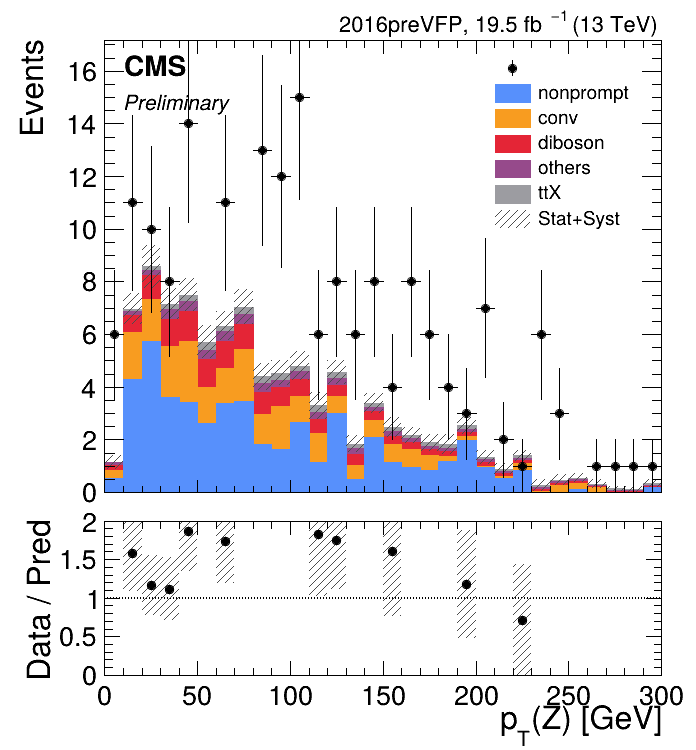 2016preVFP, 19.5 fb⁻¹ (13 TeV)
CMS
Preliminary
Events
16
14
12
10
8
6
4
2
0
nonprompt
conv
diboson
others
ttX
Stat+Syst
Data / Pred
2
1.5
1
0.5
0
0 50 100 150 200 250 300
p_T(Z) [GeV]